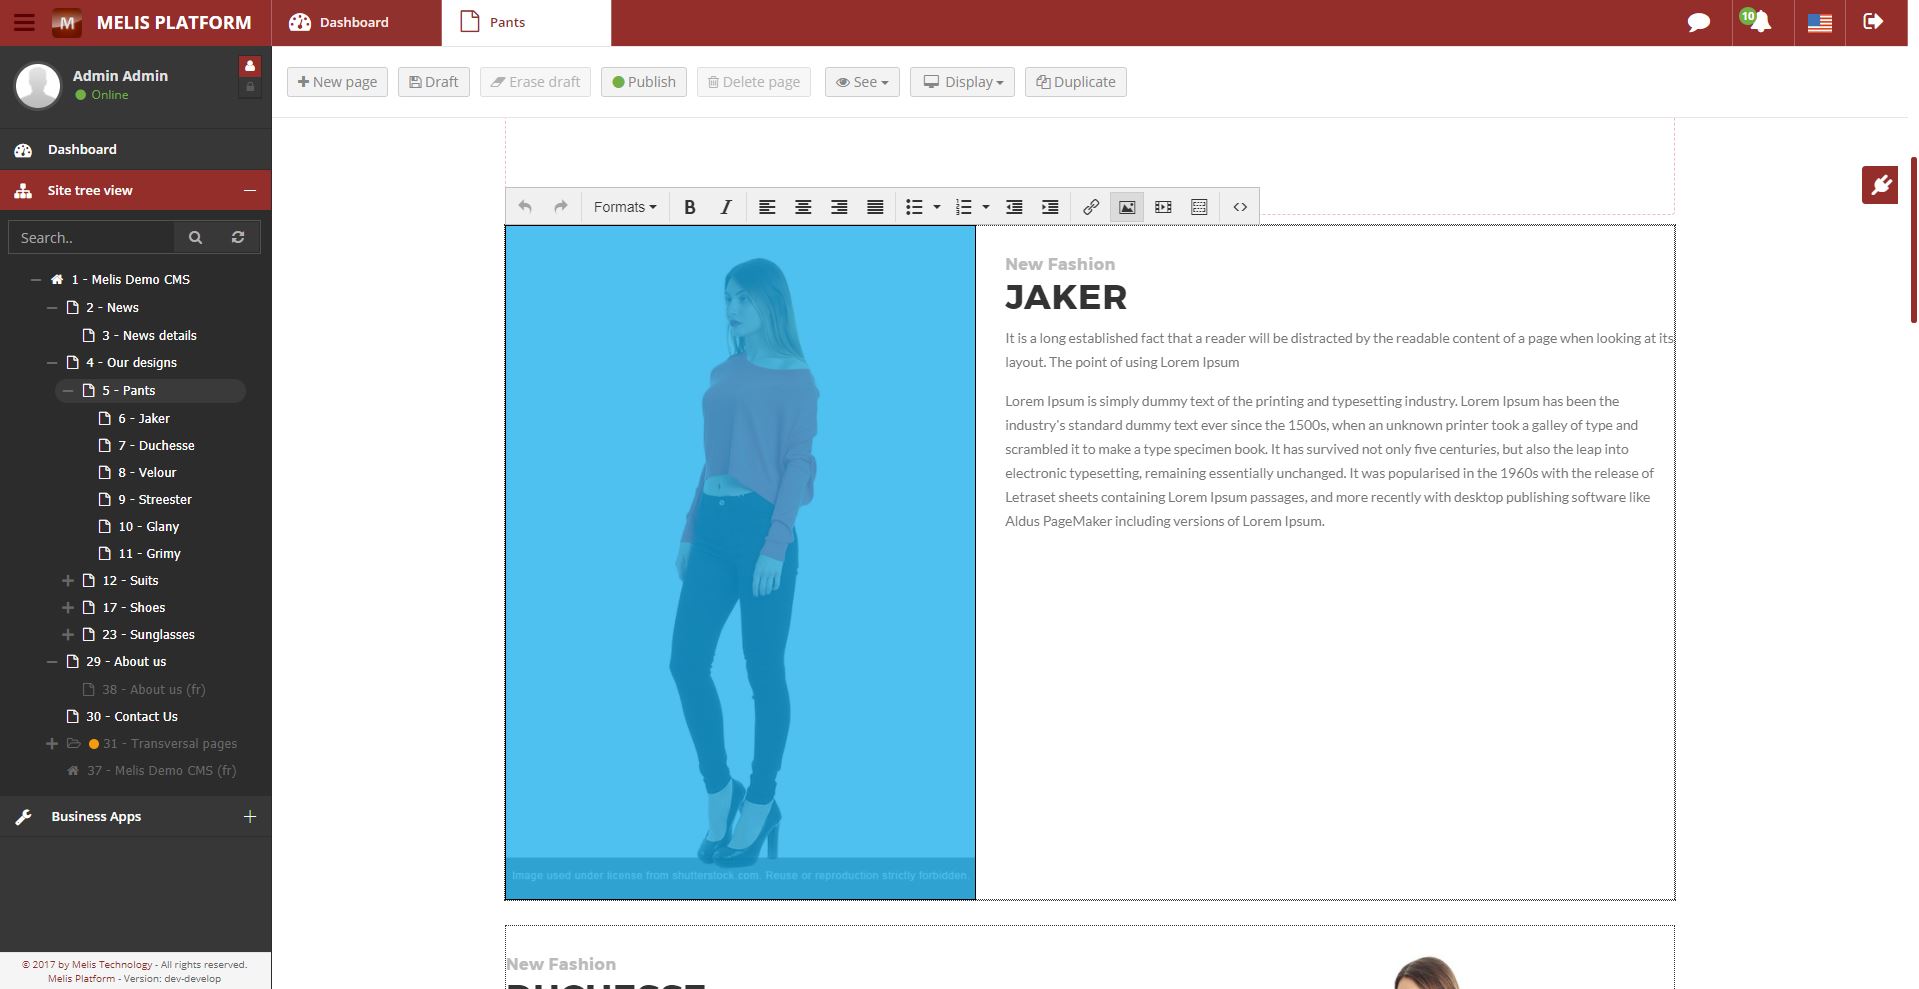 M MELIS PLATFORM
Dashboard
Pants
10
Admin Admin
Online
New page
Draft
Erase draft
Publish
Delete page
See
Display
Duplicate
Dashboard
Site tree view
Search..
1 - Melis Demo CMS
2 - News
3 - News details
4 - Our designs
5 - Pants
6 - Jaker
7 - Duchesse
8 - Velour
9 - Streester
10 - Glany
11 - Grimy
12 - Suits
17 - Shoes
23 - Sunglasses
29 - About us
38 - About us (fr)
30 - Contact Us
31 - Transversal pages
37 - Melis Demo CMS (fr)
Business Apps
© 2017 by Melis Technology - All rights reserved.
Melis Platform - Version: dev-develop
Formats B I
New Fashion
JAKER
It is a long established fact that a reader will be distracted by the readable content of a page when looking at its
layout. The point of using Lorem Ipsum
Lorem Ipsum is simply dummy text of the printing and typesetting industry. Lorem Ipsum has been the
industry's standard dummy text ever since the 1500s, when an unknown printer took a galley of type and
scrambled it to make a type specimen book. It has survived not only five centuries, but also the leap into
electronic typesetting, remaining essentially unchanged. It was popularised in the 1960s with the release of
Letraset sheets containing Lorem Ipsum passages, and more recently with desktop publishing software like
Aldus PageMaker including versions of Lorem Ipsum.
Image used under license from shutterstock.com. Reuse or reproduction strictly forbidden.
New Fashion
DUCHESSE